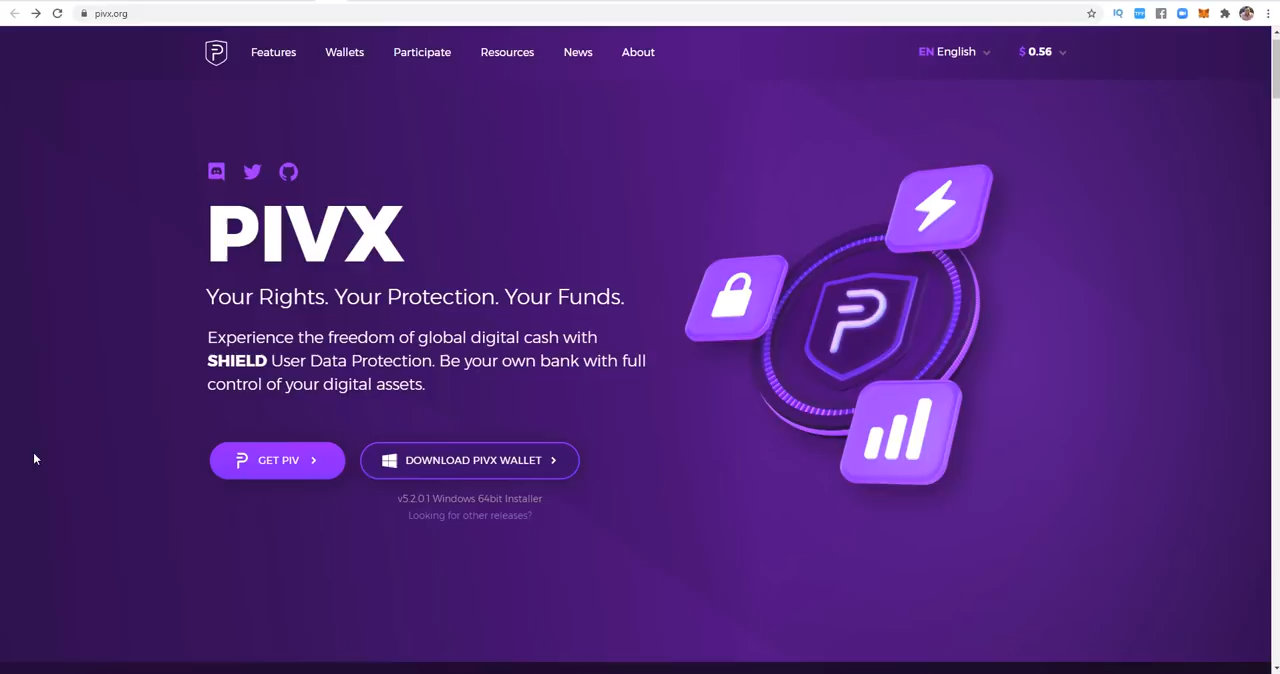 pivx.org
Features Wallets Participate Resources News About EN English $ 0.56
PIVX
Your Rights. Your Protection. Your Funds.
Experience the freedom of global digital cash with
SHIELD User Data Protection. Be your own bank with full
control of your digital assets.
GET PIV DOWNLOAD PIVX WALLET
v5.2.0.1 Windows 64bit Installer
Looking for other releases?